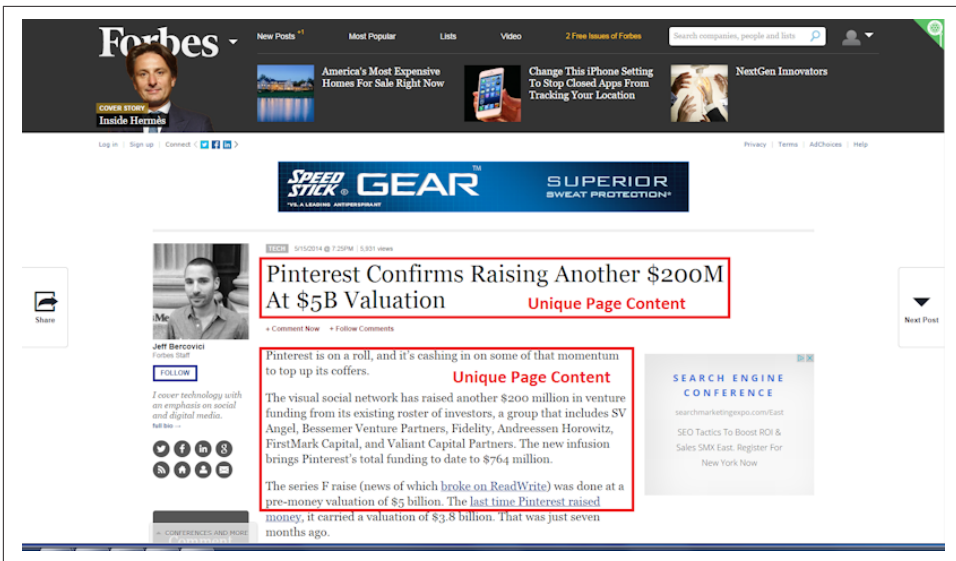 Forbes
New Posts +1
Most Popular
Lists
Video
2 Free Issues of Forbes
Search companies, people and lists
America's Most Expensive
Homes For Sale Right Now
Change This iPhone Setting
To Stop Closed Apps From
Tracking Your Location
NextGen Innovators
COVER STORY
Inside Hermès
Log in | Sign up | Connect
Privacy | Terms | AdChoices | Help
SPEED STICK® GEAR™
*VS. A LEADING ANTIPERSPIRANT
SUPERIOR
SWEAT PROTECTION*
TECH 5/15/2014 @ 7:25PM | 5,931 views
Pinterest Confirms Raising Another $200M
At $5B Valuation
Unique Page Content
+ Comment Now + Follow Comments
Share
Next Post
Me
Jeff Bercovici
Forbes Staff
FOLLOW
I cover technology with
an emphasis on social
and digital media.
full bio →
Pinterest is on a roll, and it's cashing in on some of that momentum
to top up its coffers.
Unique Page Content
The visual social network has raised another $200 million in venture
funding from its existing roster of investors, a group that includes SV
Angel, Bessemer Venture Partners, Fidelity, Andreessen Horowitz,
FirstMark Capital, and Valiant Capital Partners. The new infusion
brings Pinterest's total funding to date to $764 million.
The series F raise (news of which broke on ReadWrite) was done at a
pre-money valuation of $5 billion. The last time Pinterest raised
money, it carried a valuation of $3.8 billion. That was just seven
months ago.
SEARCH ENGINE
CONFERENCE
searchmarketingexpo.com/East
SEO Tactics To Boost ROI &
Sales SMX East. Register For
New York Now
CONFERENCES AND MORE